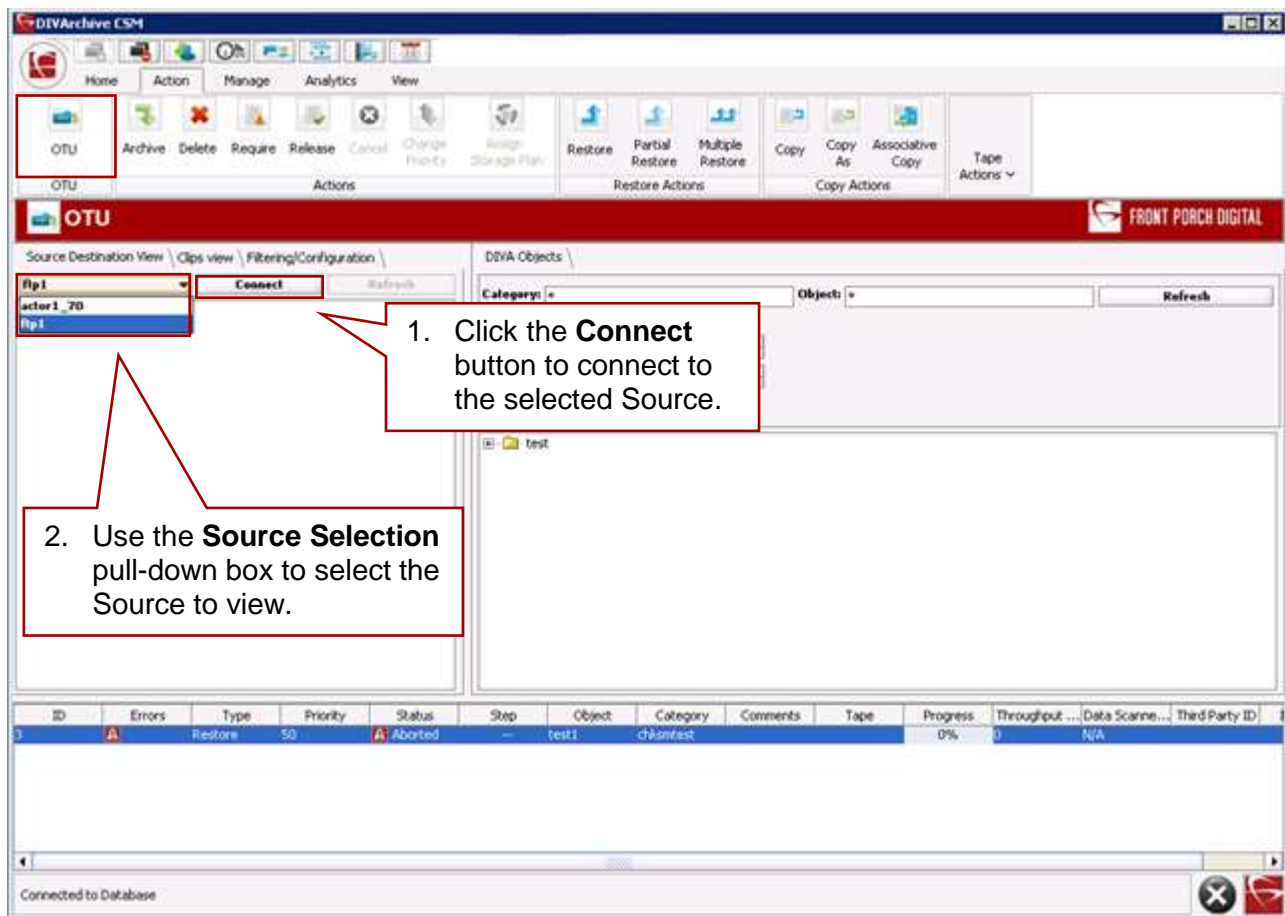 DIVArchive CSM
Home Action Manage Analytics View
OTU Archive Delete Require Release Cancel Change Priority Assign Storage Plan Restore Partial Restore Multiple Restore Copy Copy As Associative Copy Tape Actions
OTU Actions Restore Actions Copy Actions
OTU FRONT PORCH DIGITAL
Source Destination View Clips view Filtering/Configuration DIVA Objects
Connect Refresh Category: * Object: * Refresh
actor1_70
1. Click the Connect
button to connect to
the selected Source.
test
2. Use the Source Selection
pull-down box to select the
Source to view.
ID Errors Type Priority Status Step Object Category Comments Tape Progress Throughput ... Data Scanne... Third Party ID
3 Restore 50 Aborted -- test1 chksmtest 0% 0 N/A
Connected to Database